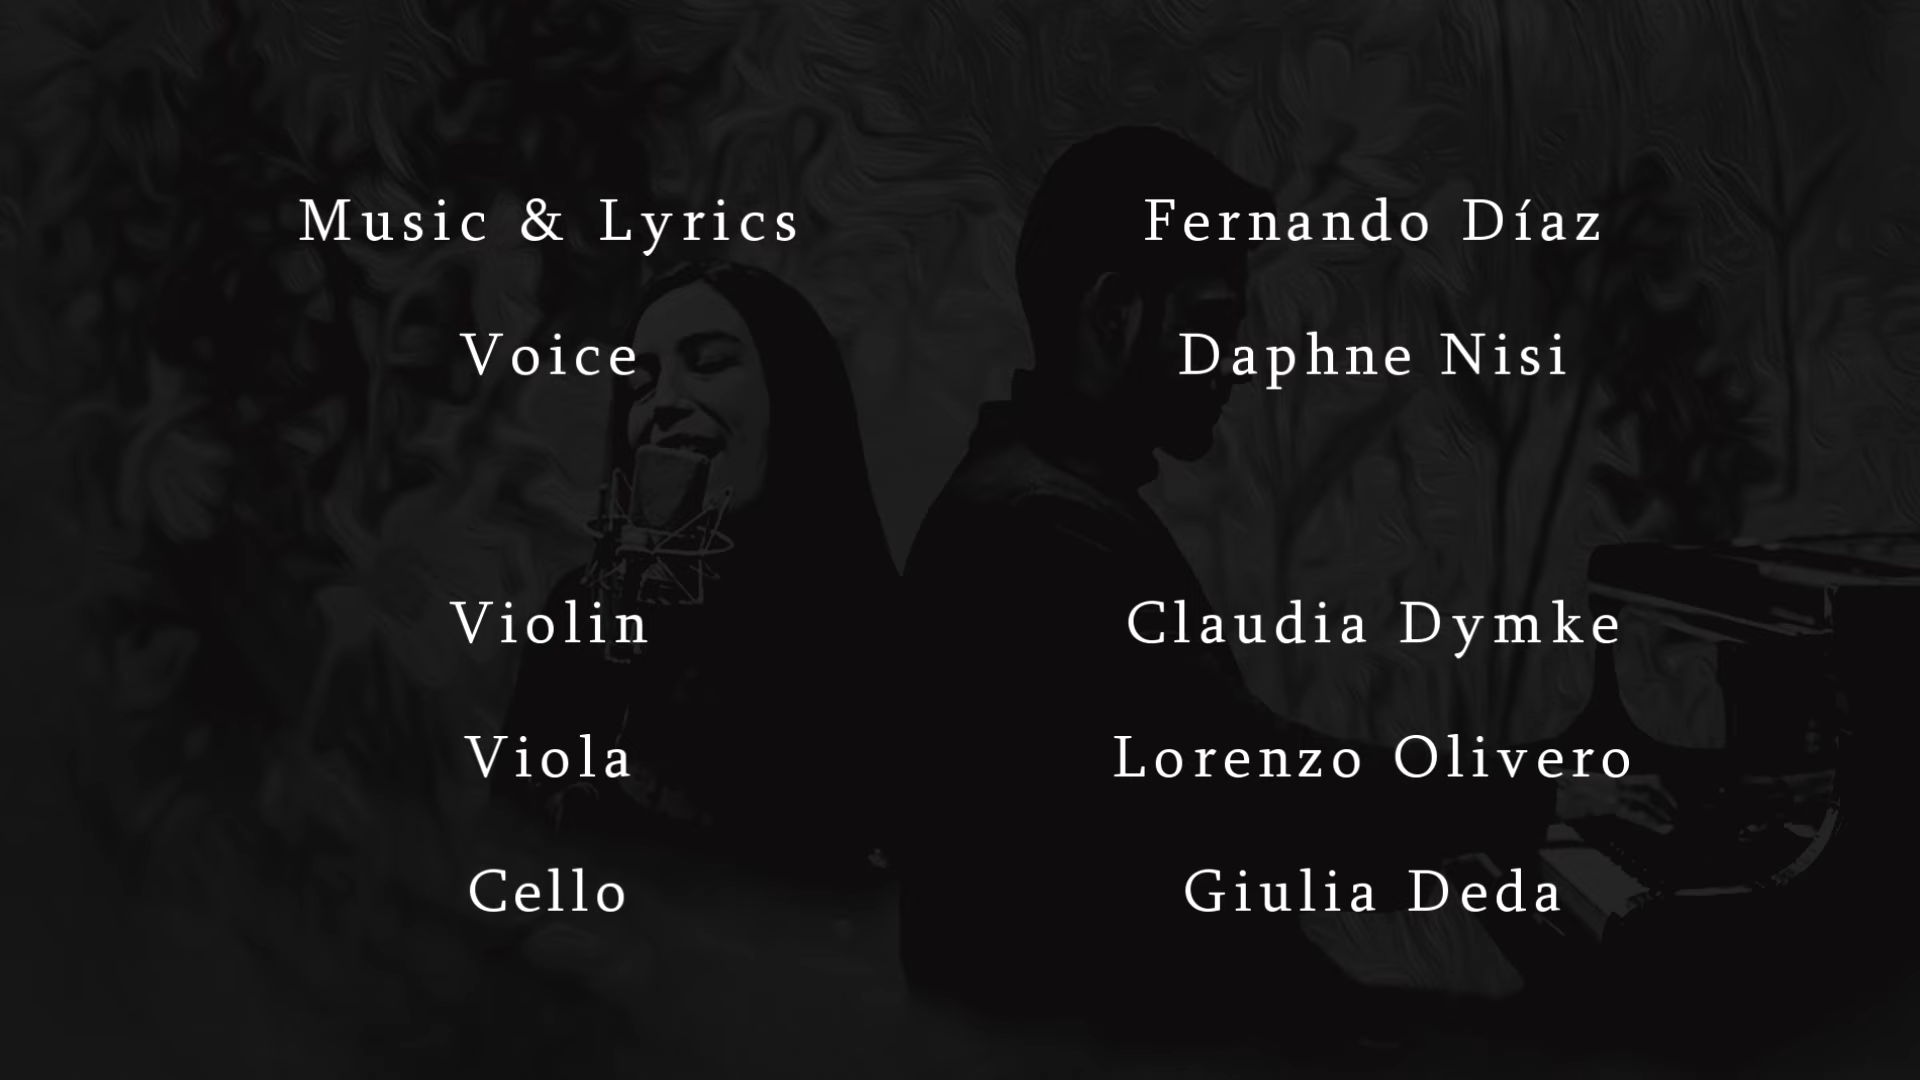 Music & Lyrics Fernando Díaz
Voice Daphne Nisi
Violin Claudia Dymke
Viola Lorenzo Olivero
Cello Giulia Deda